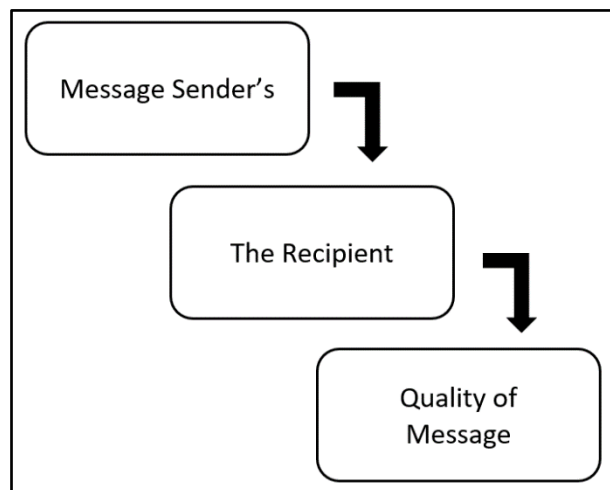 Message Sender’s
The Recipient
Quality of
Message